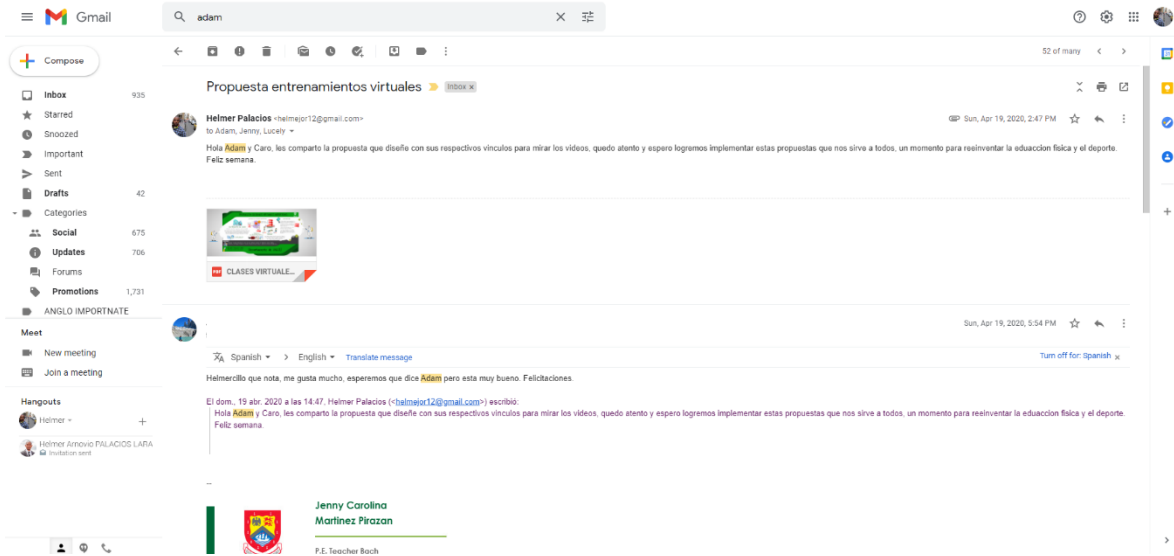 Gmail
adam
Compose
52 of many
Inbox 935
Starred
Snoozed
Important
Sent
Drafts 42
Categories
Social 675
Updates 706
Forums
Promotions 1,731
ANGLO IMPORTNATE
Meet
New meeting
Join a meeting
Hangouts
Helmer
Helmer Arnovio PALACIOS LARA
Invitation sent
Propuesta entrenamientos virtuales Inbox x
Helmer Palacios <helmejor12@gmail.com> Sun, Apr 19, 2020, 2:47 PM
to Adam, Jenny, Lucely
Hola Adam y Caro, les comparto la propuesta que diseñe con sus respectivos vinculos para mirar los videos, quedo atento y espero logremos implementar estas propuestas que nos sirve a todos, un momento para reeinventar la eduaccion fisica y el deporte.
Feliz semana.
PDF CLASES VIRTUALE...
Sun, Apr 19, 2020, 5:54 PM
Spanish > English Translate message Turn off for: Spanish x
Helmercillo que nota, me gusta mucho, esperemos que dice Adam pero esta muy bueno. Felicitaciones.
El dom., 19 abr. 2020 a las 14:47, Helmer Palacios (<helmejor12@gmail.com>) escribió:
Hola Adam y Caro, les comparto la propuesta que diseñe con sus respectivos vinculos para mirar los videos, quedo atento y espero logremos implementar estas propuestas que nos sirve a todos, un momento para reeinventar la eduaccion fisica y el deporte.
Feliz semana.
--
Jenny Carolina
Martinez Pirazan
P.E. Teacher Bach